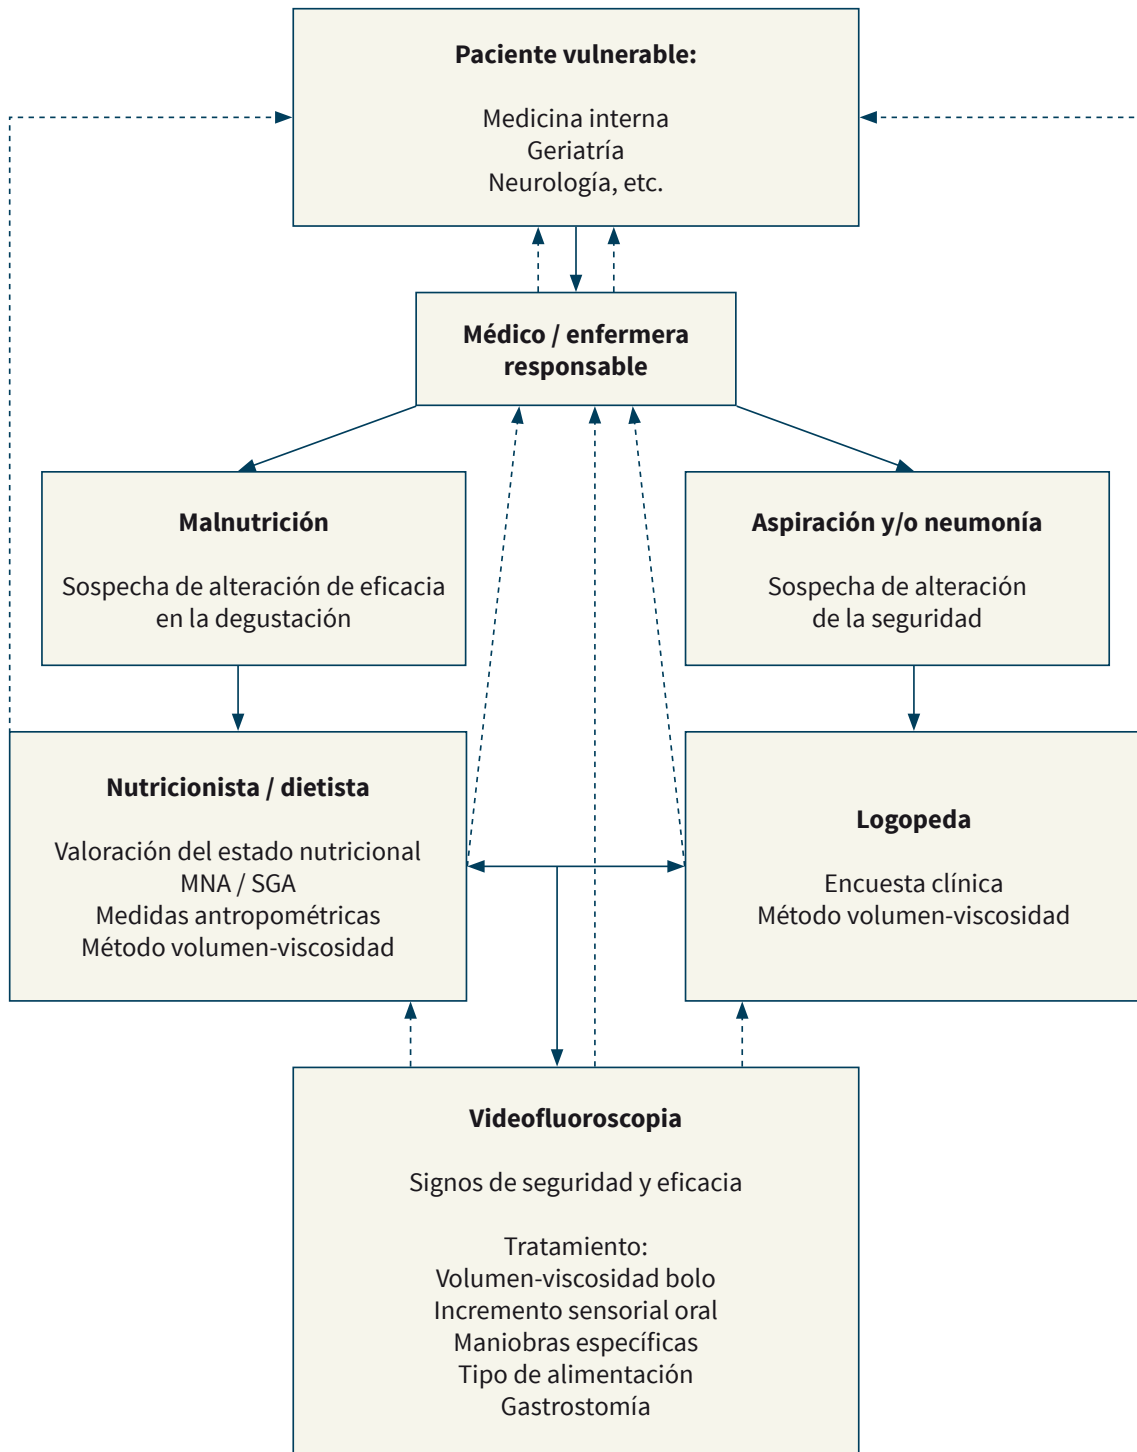 Paciente vulnerable:
Medicina interna
Geriatría
Neurología, etc.
Médico / enfermera
responsable
Malnutrición
Sospecha de alteración de eficacia
en la degustación
Aspiración y/o neumonía
Sospecha de alteración
de la seguridad
Nutricionista / dietista
Valoración del estado nutricional
MNA / SGA
Medidas antropométricas
Método volumen-viscosidad
Logopeda
Encuesta clínica
Método volumen-viscosidad
Videofluoroscopia
Signos de seguridad y eficacia
Tratamiento:
Volumen-viscosidad bolo
Incremento sensorial oral
Maniobras específicas
Tipo de alimentación
Gastrostomía